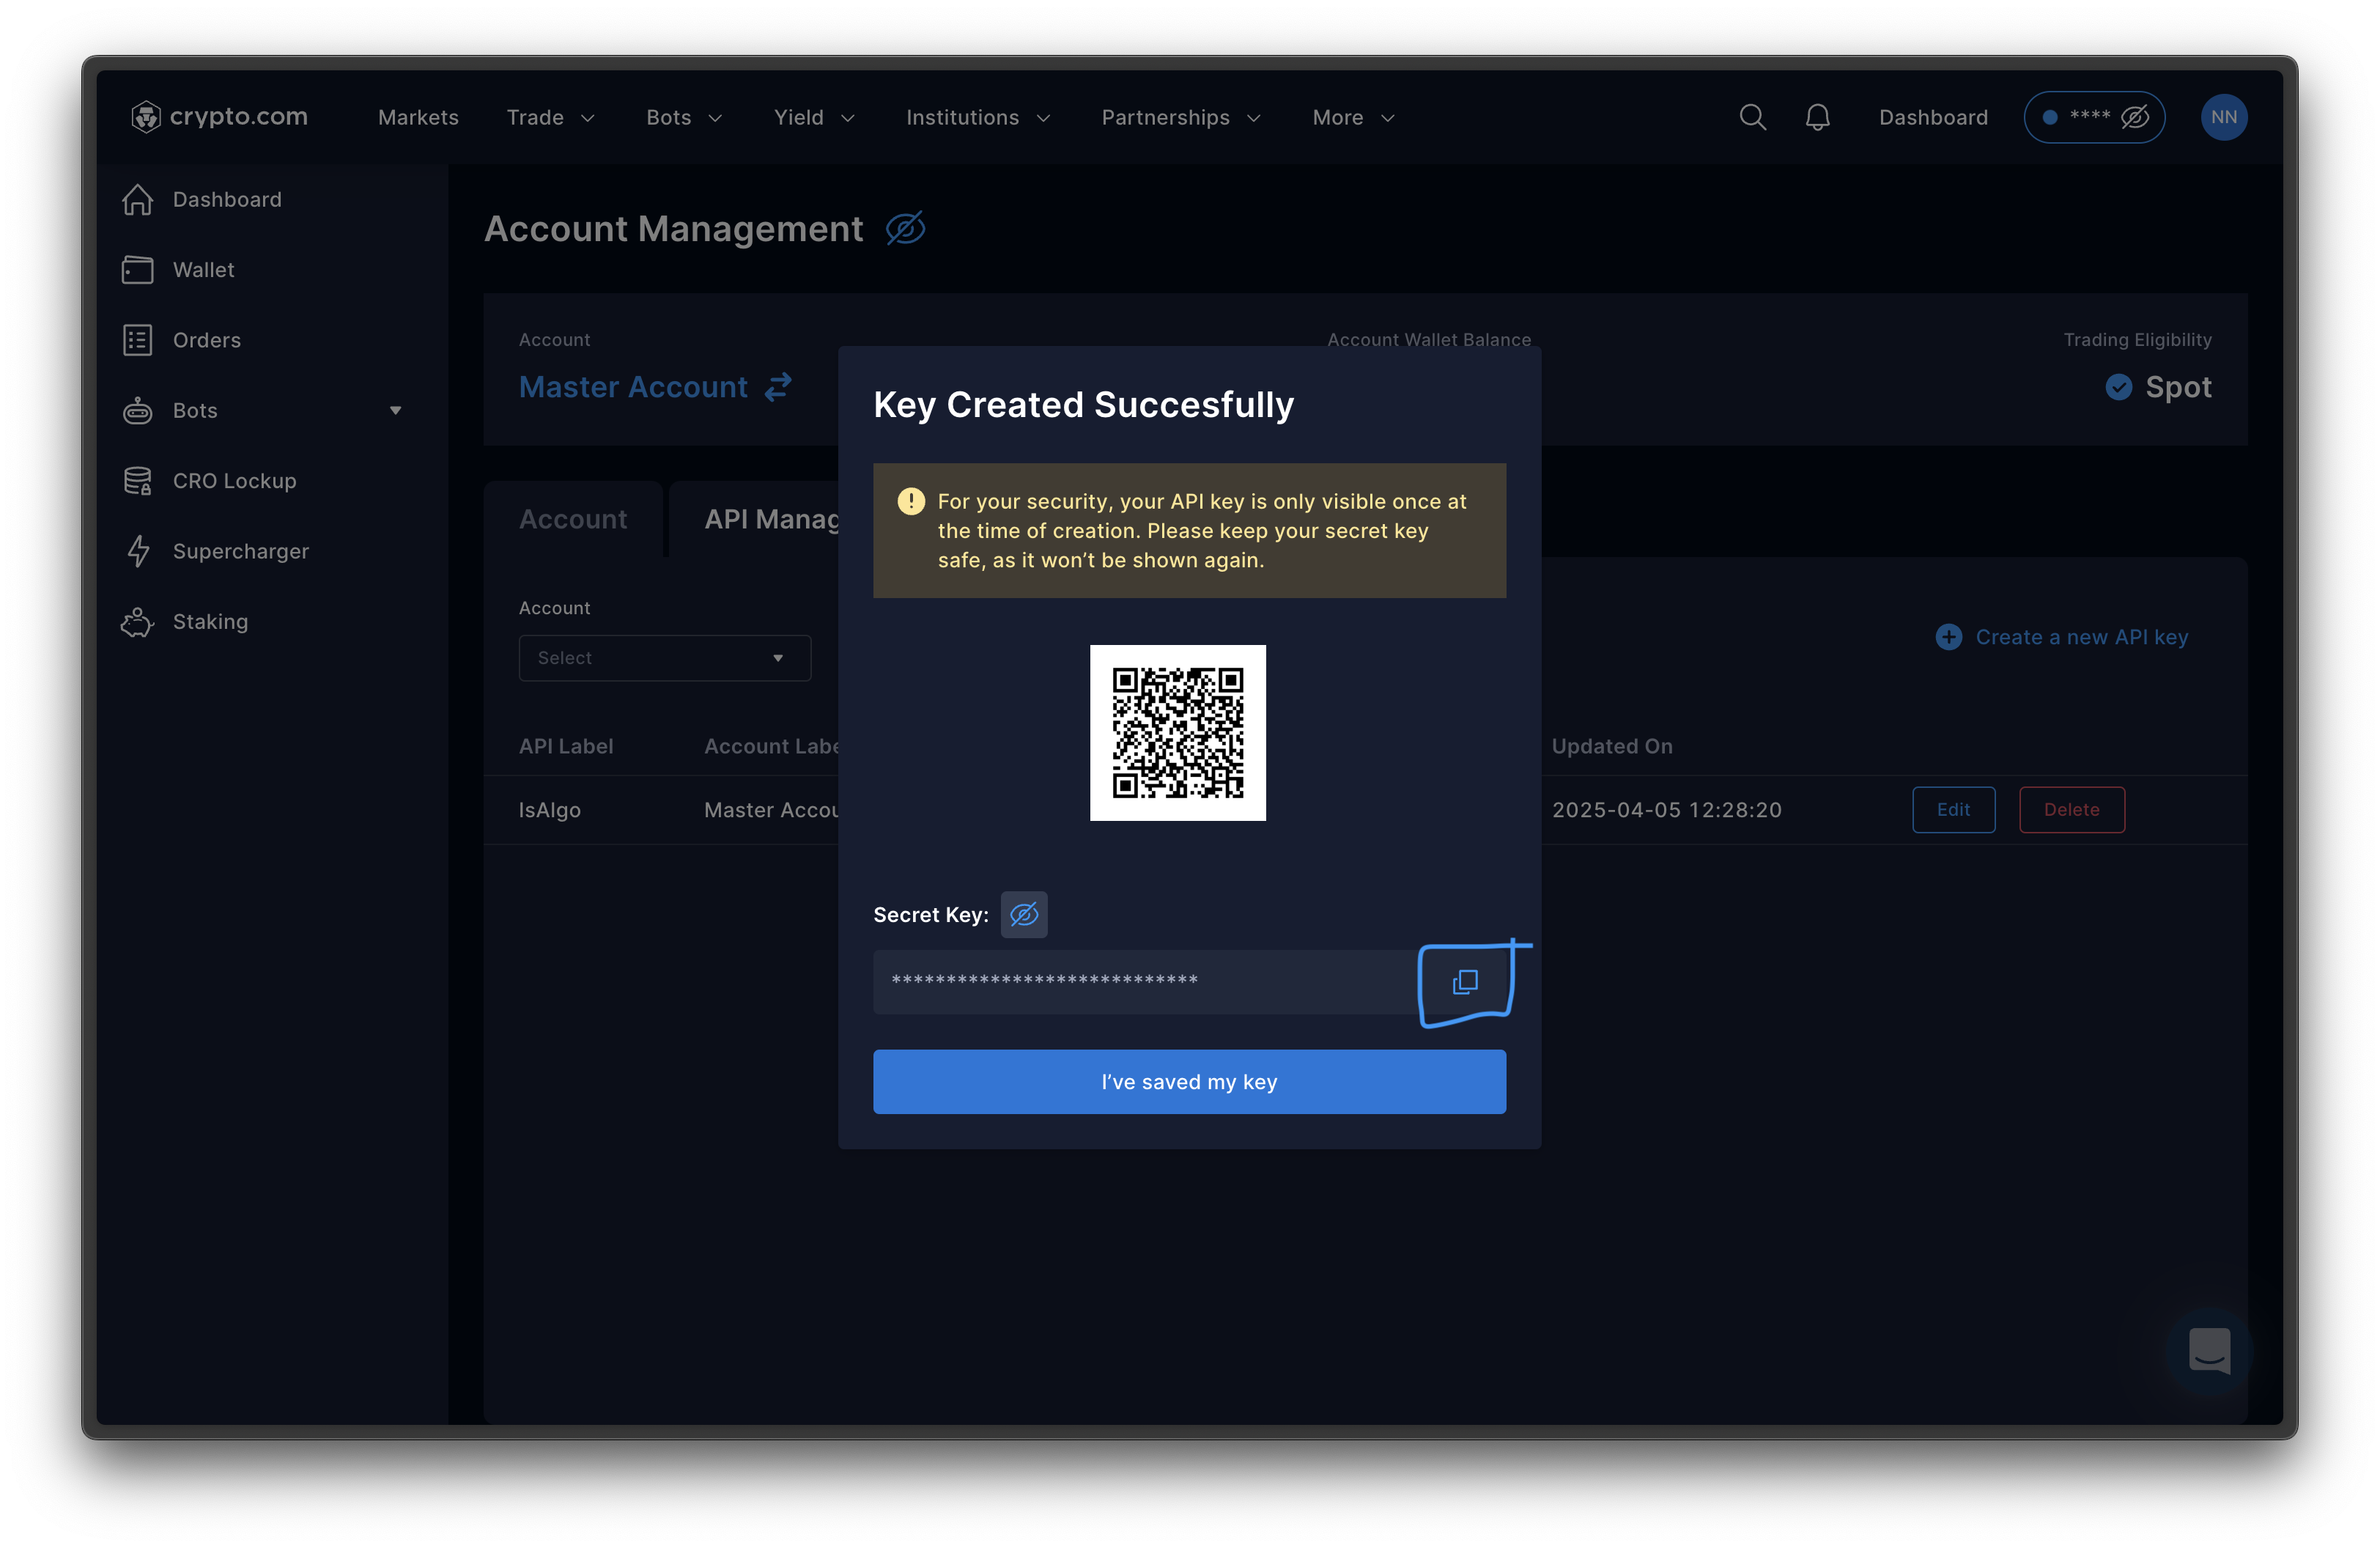 crypto.com
Markets
Trade
Bots
Yield
Institutions
Partnerships
More
Dashboard
****
NN
Dashboard
Wallet
Orders
Bots
CRO Lockup
Supercharger
Staking
Account Management
Account
Account Wallet Balance
Trading Eligibility
Master Account
Spot
Account
API Manag
Account
Select
Create a new API key
API Label
Account Labe
Updated On
IsAlgo
Master Accou
2025-04-05 12:28:20
Edit
Delete
Key Created Succesfully
For your security, your API key is only visible once at
the time of creation. Please keep your secret key
safe, as it won’t be shown again.
Secret Key:
****************************
I’ve saved my key